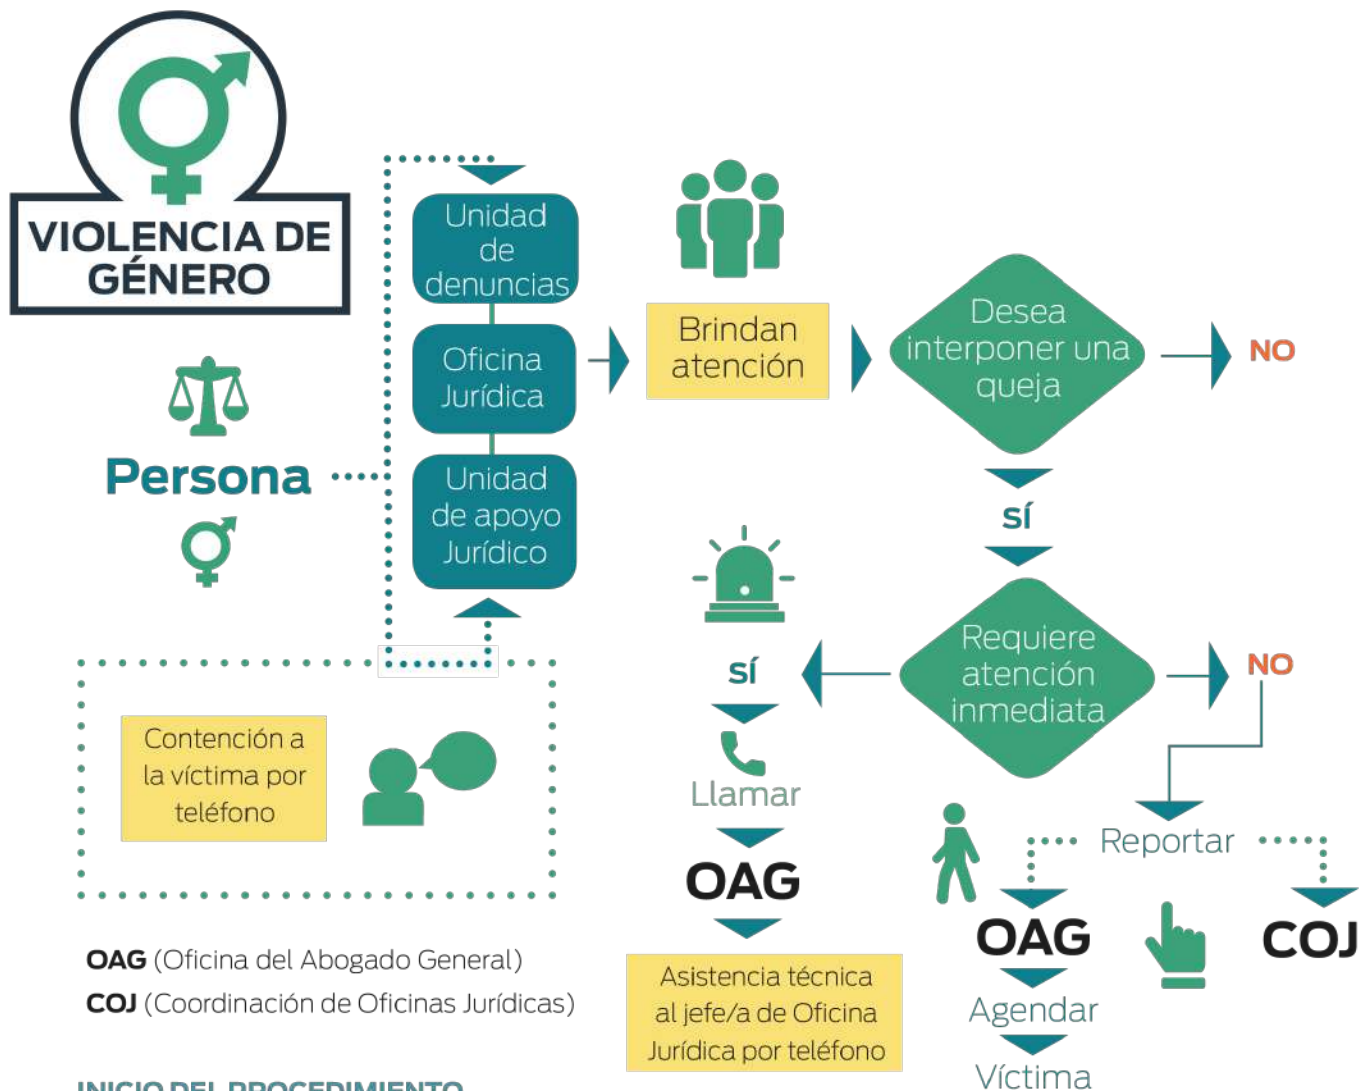 VIOLENCIA DE
GÉNERO
Persona
Unidad
de
denuncias
Oficina
Jurídica
Unidad
de apoyo
Jurídico
Brindan
atención
Desea
interponer una
queja
NO
SÍ
Requiere
atención
inmediata
SÍ
NO
Llamar
OAG
Asistencia técnica
al jefe/a de Oficina
Jurídica por teléfono
Reportar
OAG
COJ
Agendar
Víctima
Contención a
la víctima por
teléfono
OAG (Oficina del Abogado General)
COJ (Coordinación de Oficinas Jurídicas)
INICIO DEL PROCEDIMIENTO